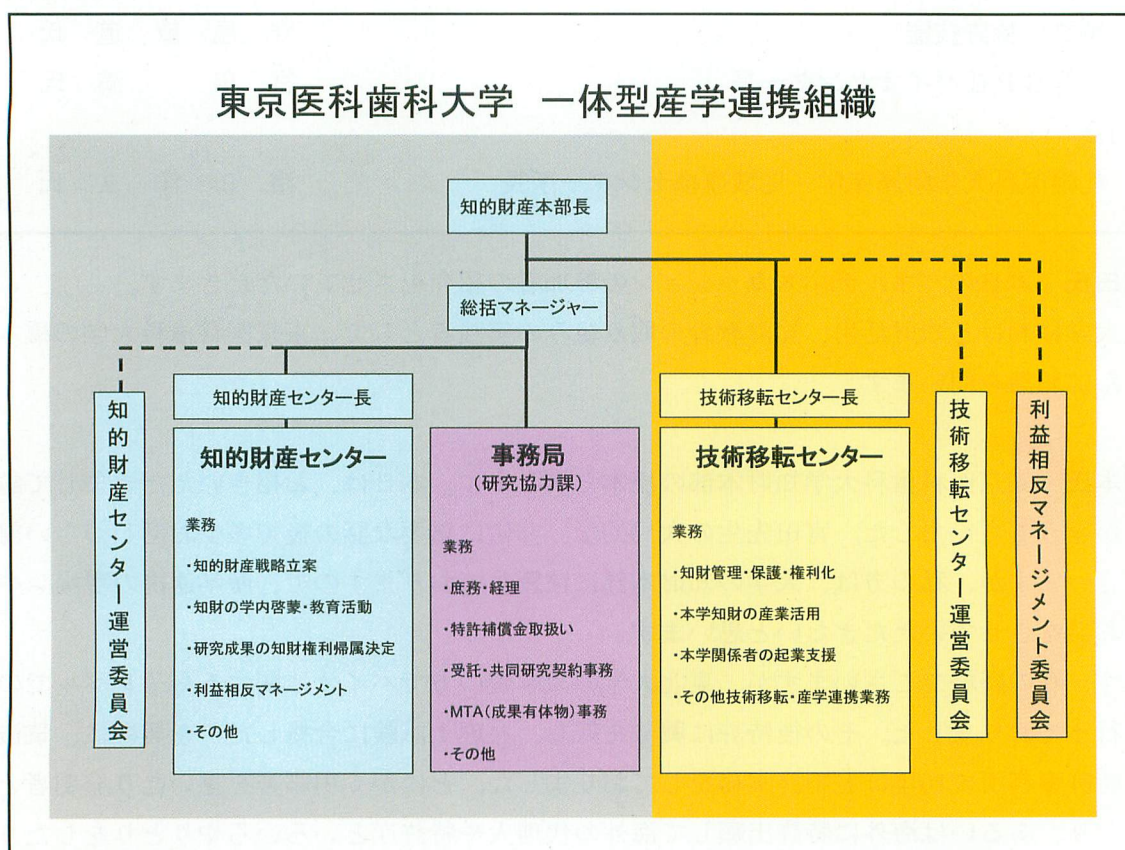 東京医科歯科大学 一体型産学連携組織
知的財産本部長
総括マネージャー
知的財産センター運営委員会
知的財産センター長
知的財産センター
業務
・知的財産戦略立案
・知財の学内啓蒙・教育活動
・研究成果の知財権利帰属決定
・利益相反マネージメント
・その他
事務局
(研究協力課)
業務
・庶務・経理
・特許補償金取扱い
・受託・共同研究契約事務
・MTA(成果有体物)事務
・その他
技術移転センター長
技術移転センター
業務
・知財管理・保護・権利化
・本学知財の産業活用
・本学関係者の起業支援
・その他技術移転・産学連携業務
技術移転センター運営委員会
利益相反マネージメント委員会